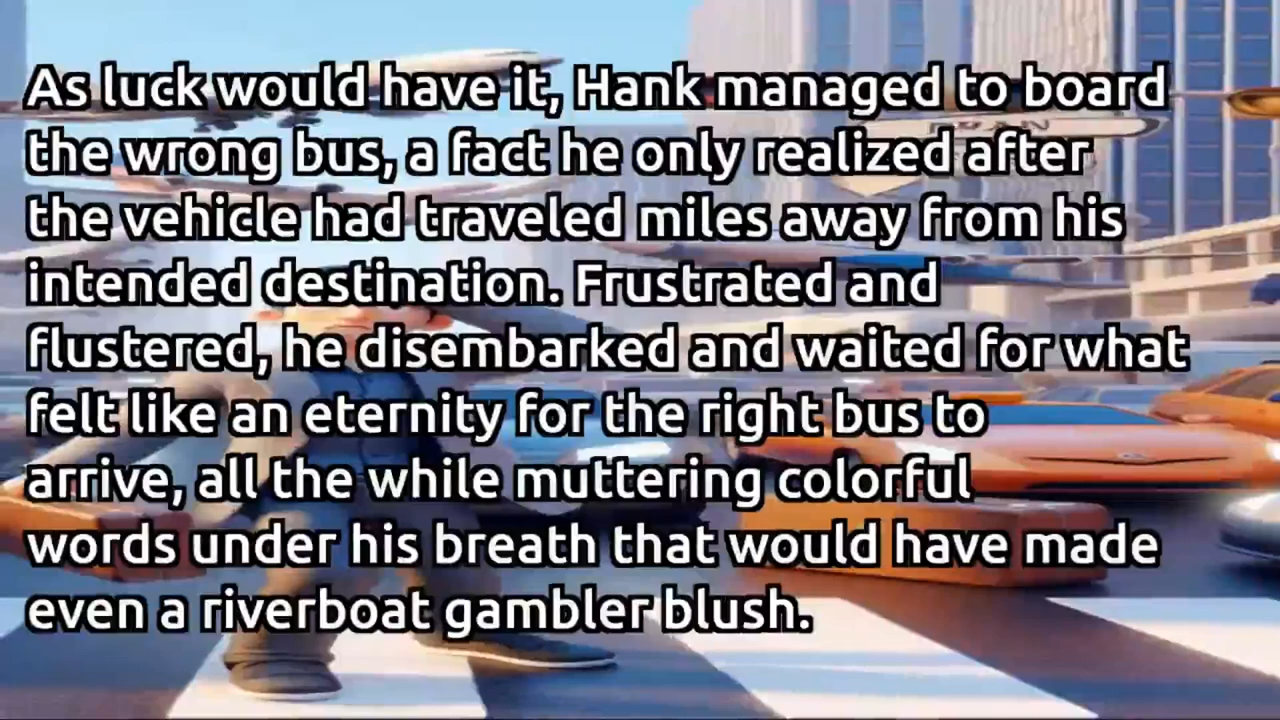 As luck would have it, Hank managed to board
the wrong bus, a fact he only realized after
the vehicle had traveled miles away from his
intended destination. Frustrated and
flustered, he disembarked and waited for what
felt like an eternity for the right bus to
arrive, all the while muttering colorful
words under his breath that would have made
even a riverboat gambler blush.